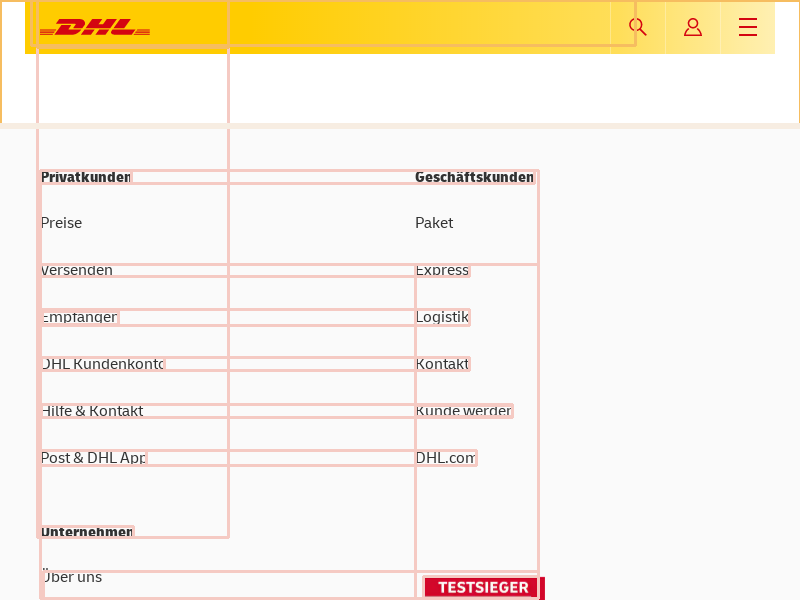 DHL
Privatkunden
Preise
Versenden
Empfangen
DHL Kundenkonto
Hilfe & Kontakt
Post & DHL App
Unternehmen
Über uns
Geschäftskunden
Paket
Express
Logistik
Kontakt
Kunde werden
DHL.com
TESTSIEGER